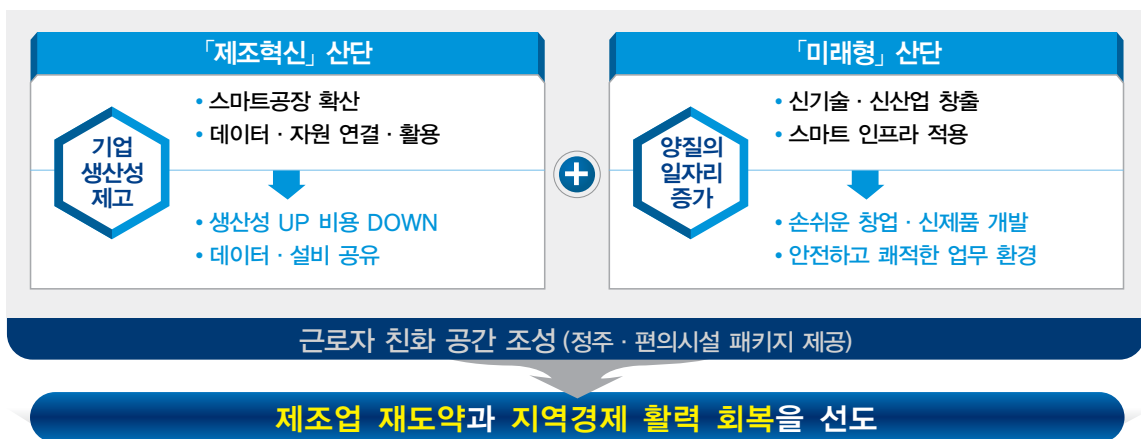 「제조혁신」 산단
기업
생산성
제고
• 스마트공장 확산
• 데이터 · 자원 연결 · 활용
• 생산성 UP 비용 DOWN
• 데이터 · 설비 공유
+
「미래형」 산단
양질의
일자리
증가
• 신기술 · 신산업 창출
• 스마트 인프라 적용
• 손쉬운 창업 · 신제품 개발
• 안전하고 쾌적한 업무 환경
근로자 친화 공간 조성 (정주 · 편의시설 패키지 제공)
제조업 재도약과 지역경제 활력 회복을 선도